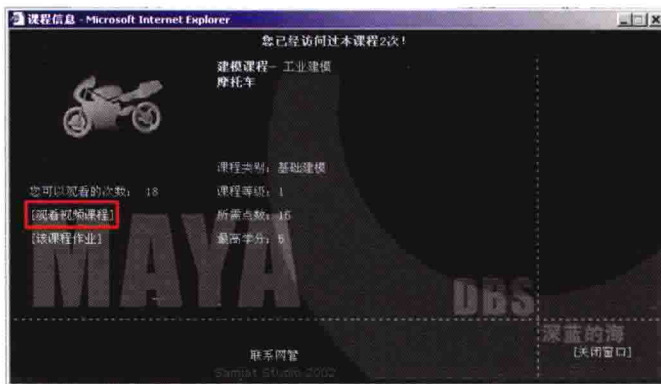 课程信息 - Microsoft Internet Explorer
您已经访问过本课程2次！
建模课程- 工业建模
摩托车
课程类别：基础建模
您可以观看的次数： 18
课程等级：1
[观看视频课程]
所需点数：15
[该课程作业]
最高学分：5
MAYA
DBS
深蓝的海
联系网管
[关闭窗口]
Samjat Studio 2002